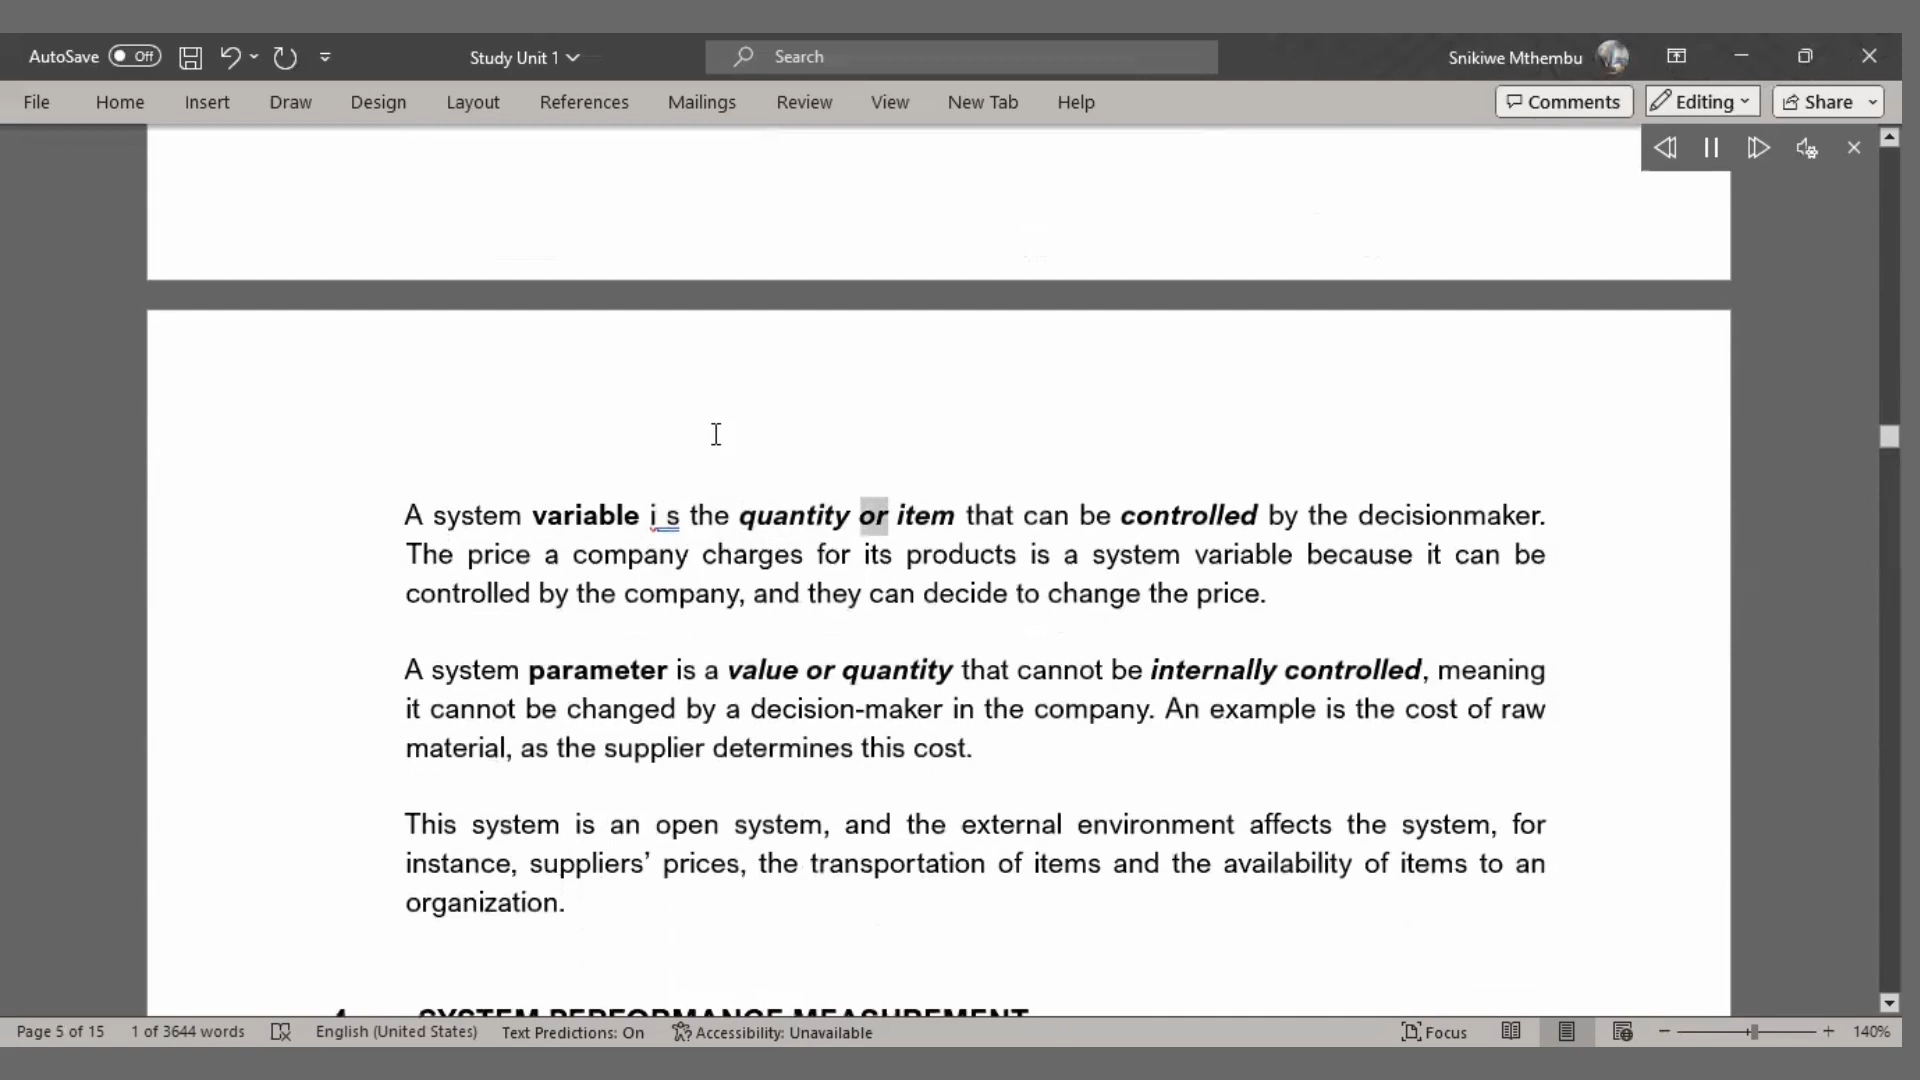 AutoSave Off Study Unit 1 Search Snikiwe Mthembu
File Home Insert Draw Design Layout References Mailings Review View New Tab Help Comments Editing Share
A system variable i s the quantity or item that can be controlled by the decisionmaker.
The price a company charges for its products is a system variable because it can be
controlled by the company, and they can decide to change the price.
A system parameter is a value or quantity that cannot be internally controlled, meaning
it cannot be changed by a decision-maker in the company. An example is the cost of raw
material, as the supplier determines this cost.
This system is an open system, and the external environment affects the system, for
instance, suppliers’ prices, the transportation of items and the availability of items to an
organization.
4. SYSTEM PERFORMANCE MEASUREMENT
Page 5 of 15 1 of 3644 words English (United States) Text Predictions: On Accessibility: Unavailable Focus 140%